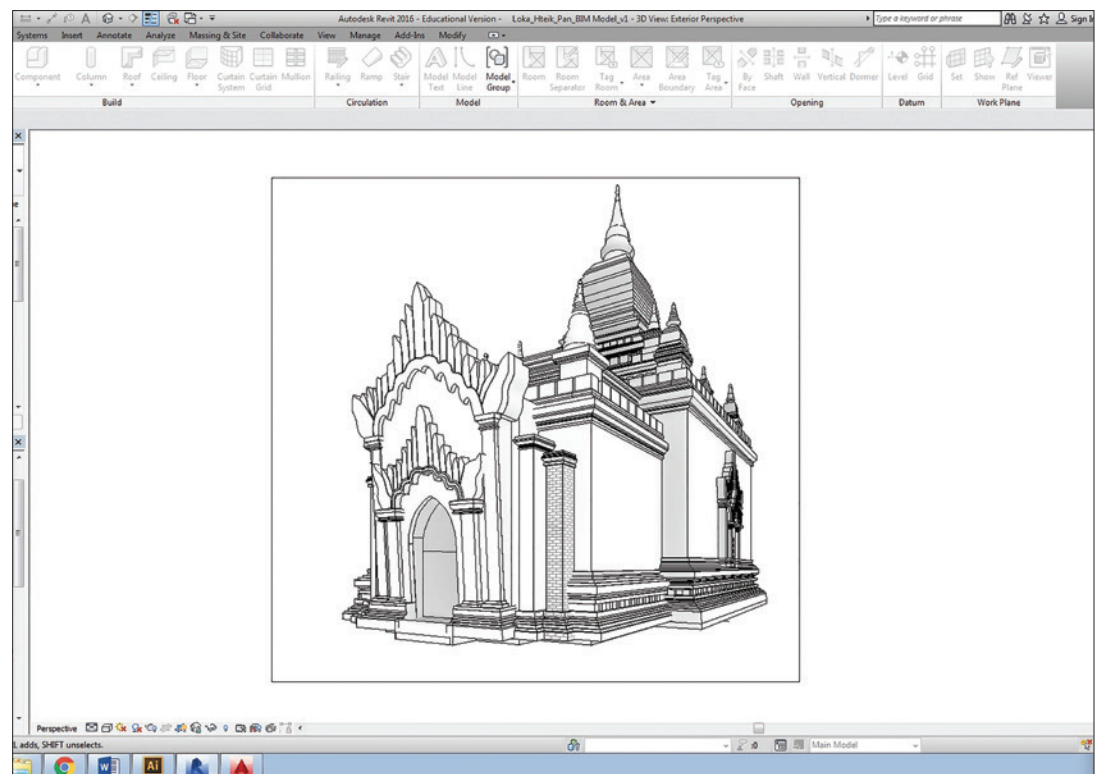 Autodesk Revit 2016 - Educational Version - Loka_Hteik_Pan_BIM Model_v1 - 3D View: Exterior Perspective
Type a keyword or phrase
Sign I
Systems Insert Annotate Analyze Massing & Site Collaborate View Manage Add-Ins Modify
Component Column Roof Ceiling Floor Curtain System Curtain Grid Mullion
Railing Ramp Stair
Model Text Model Line Model Group
Room Room Separator Tag Room Area Area Boundary Tag Area
By Face Shaft Wall Vertical Dormer
Level Grid
Set Show Ref Plane Viewer
Build Circulation Model Room & Area Opening Datum Work Plane
Perspective
adds, SHIFT unselects.
:0
Main Model
W
Ai